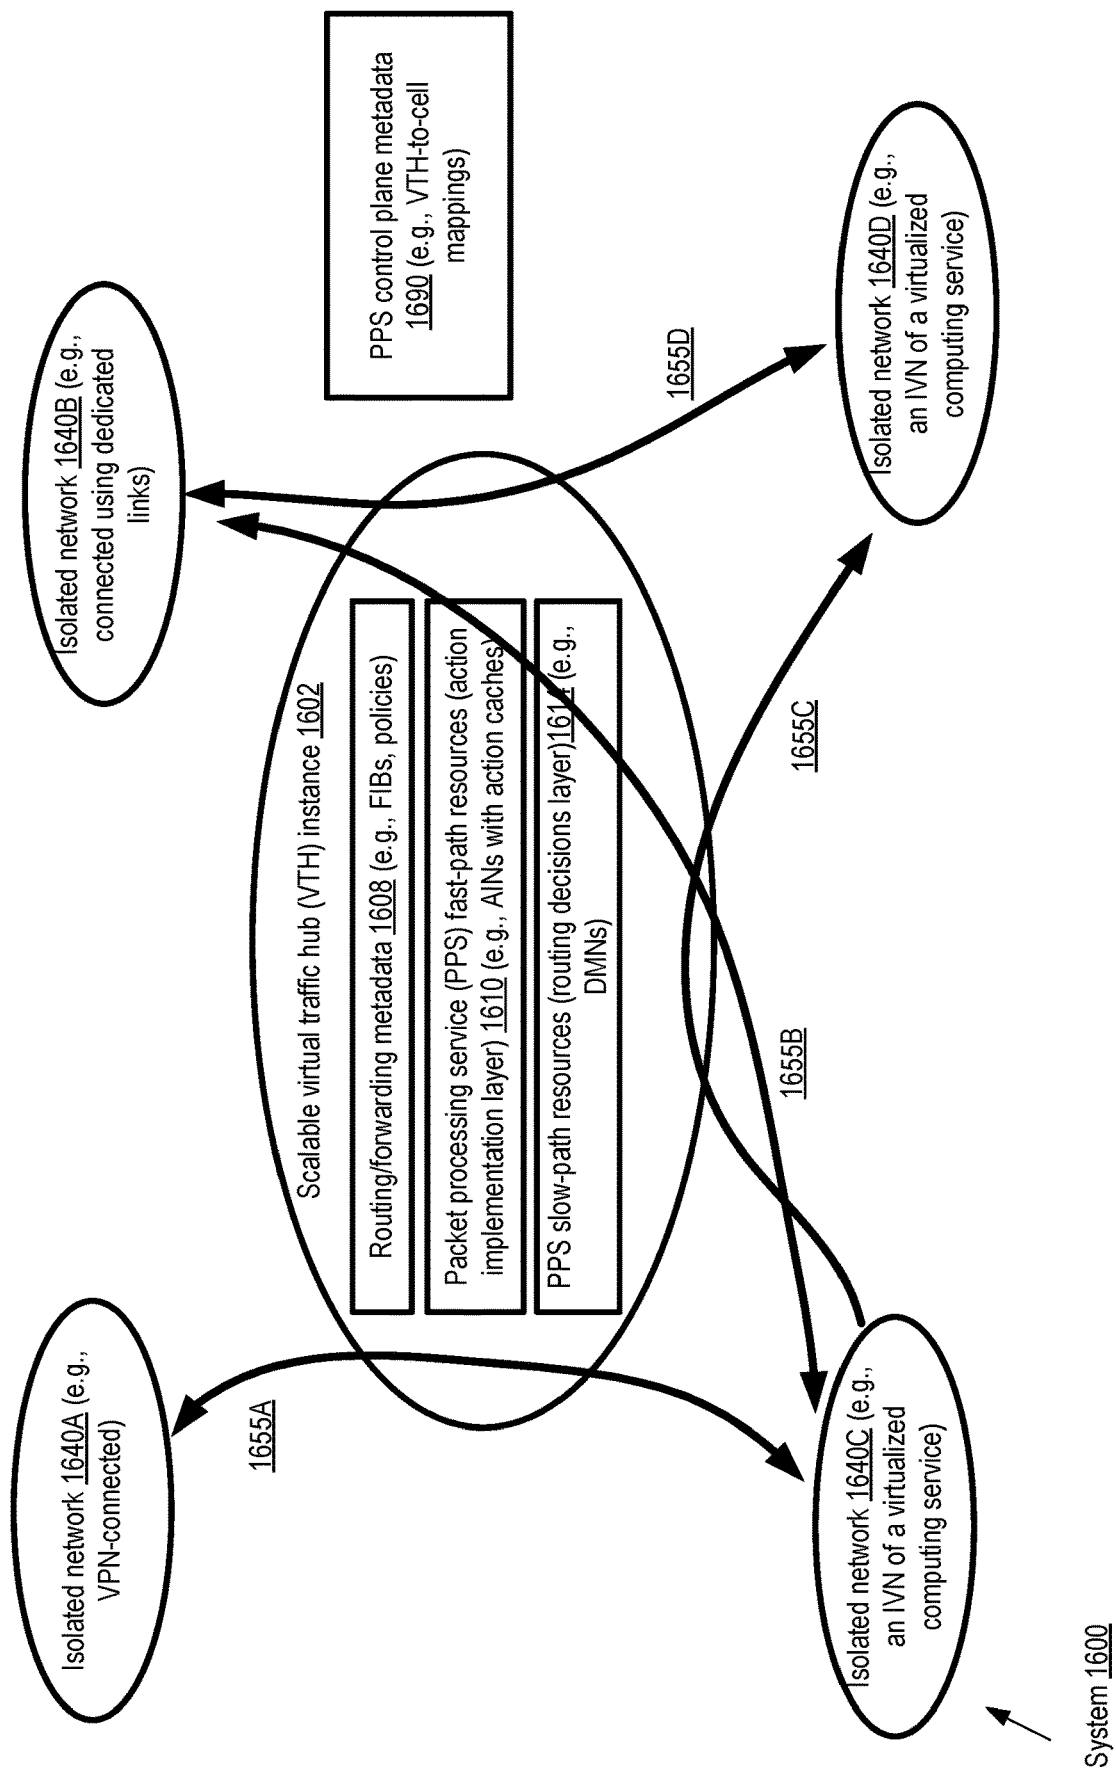 System 1600
Isolated network 1640A (e.g.,
VPN-connected)
Isolated network 1640B (e.g.,
connected using dedicated
links)
1655A
Scalable virtual traffic hub (VTH) instance 1602
Routing/forwarding metadata 1608 (e.g., FIBs, policies)
Packet processing service (PPS) fast-path resources (action
implementation layer) 1610 (e.g., AINs with action caches)
PPS slow-path resources (routing decisions layer)1614 (e.g.,
DMNs)
PPS control plane metadata
1690 (e.g., VTH-to-cell
mappings)
1655D
1655B
1655C
Isolated network 1640C (e.g.,
an IVN of a virtualized
computing service)
Isolated network 1640D (e.g.,
an IVN of a virtualized
computing service)